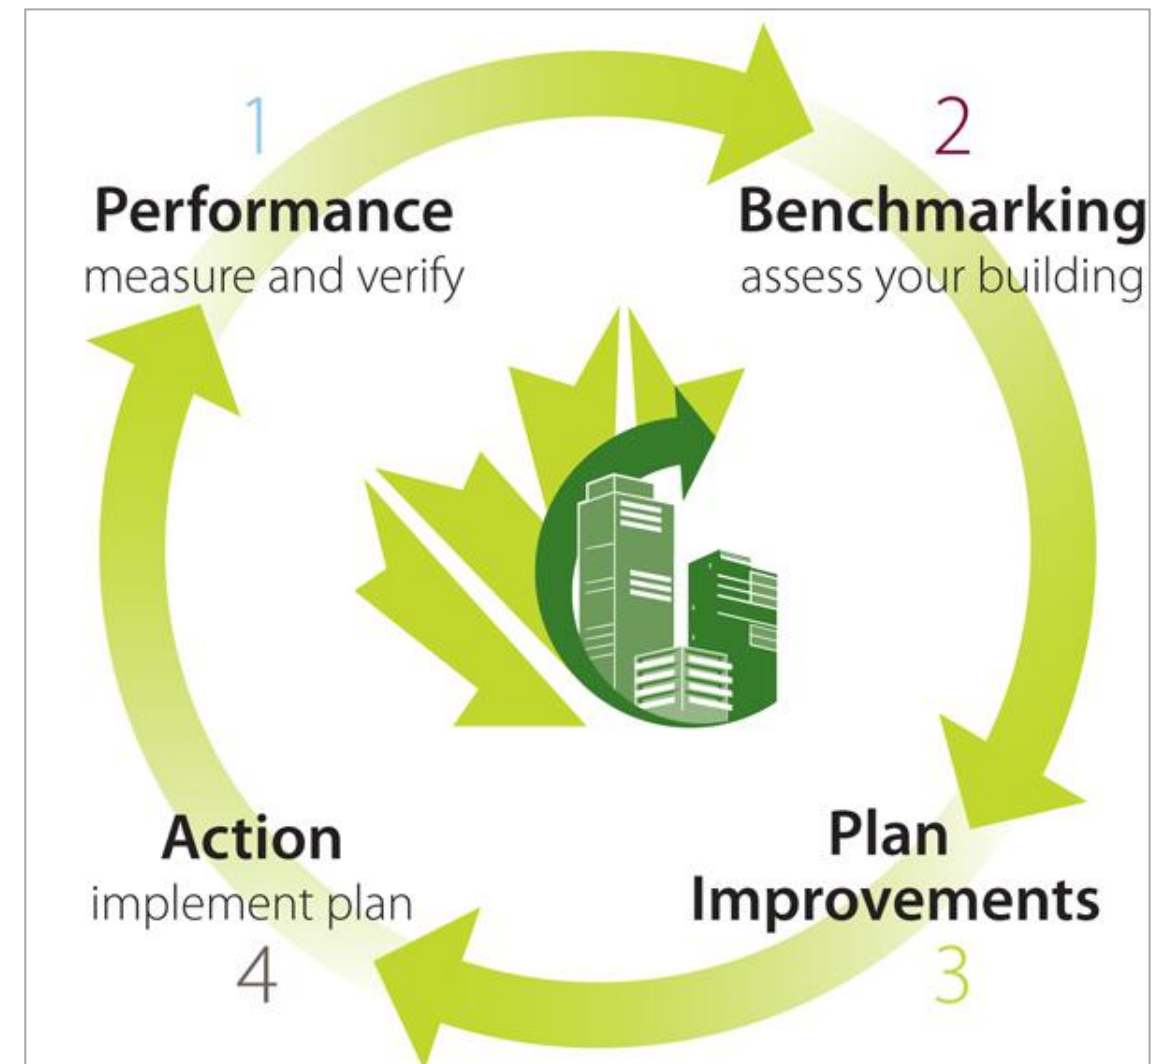 1
Performance
measure and verify
2
Benchmarking
assess your building
Plan
Improvements
3
Action
implement plan
4